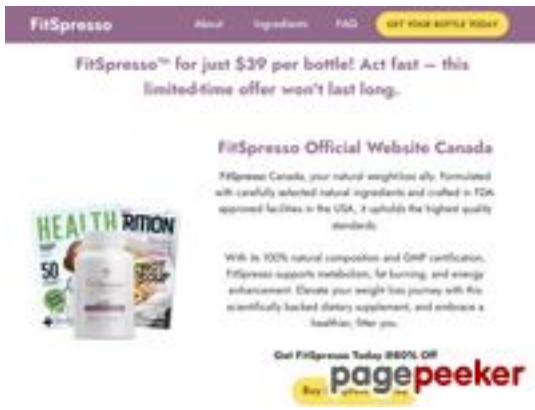 FitSpresso
About
Ingredients
FAQ
GET YOUR BOTTLE TODAY
FitSpresso™ for just $39 per bottle! Act fast – this
limited-time offer won't last long.
FitSpresso Official Website Canada
FitSpresso Canada, your natural weight-loss ally. Formulated
with carefully selected natural ingredients and crafted in FDA
approved facilities in the USA, it upholds the highest quality
standards.
With its 100% natural composition and GMP certification,
FitSpresso supports metabolism, fat burning, and energy
enhancement. Elevate your weight loss journey with this
scientifically backed dietary supplement, and embrace a
healthier, fitter you.
HEALTH
RITION
50
Get FitSpresso Today @80% Off
Buy
pagepeeker